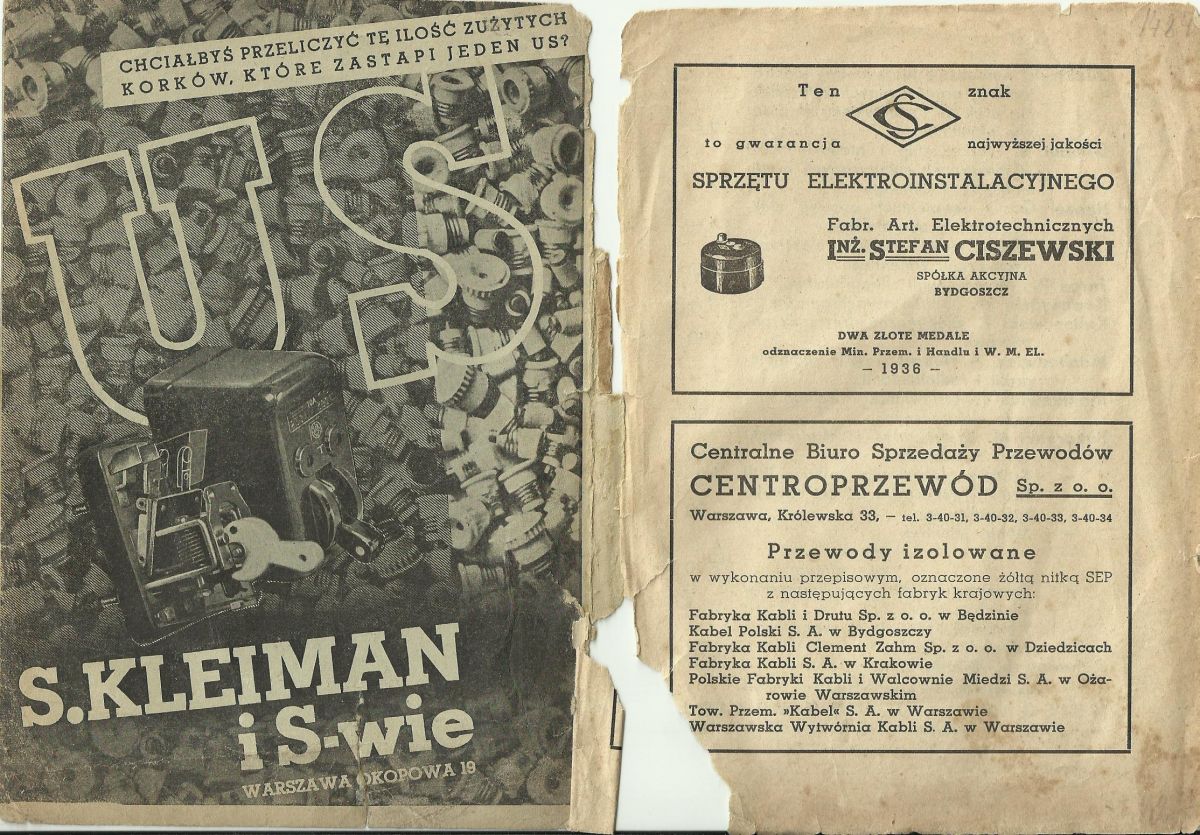 CHCIAŁBYŚ PRZELICZYĆ TĘ ILOŚĆ ZUŻYTYCH
KORKÓW, KTÓRE ZASTAPI JEDEN US?
US
S.KLEIMAN
i S-wie
WARSZAWA OKOPOWA 19
1484
Ten znak
SC
to gwarancja najwyższej jakości
SPRZĘTU ELEKTROINSTALACYJNEGO
Fabr. Art. Elektrotechnicznych
INŻ. STEFAN CISZEWSKI
SPÓŁKA AKCYJNA
BYDGOSZCZ
DWA ZŁOTE MEDALE
odznaczenie Min. Przem. i Handlu i W. M. EL.
— 1936 —
Centralne Biuro Sprzedaży Przewodów
CENTROPRZEWÓD Sp. z o. o.
Warszawa, Królewska 33, — tel. 3-40-31, 3-40-32, 3-40-33, 3-40-34
Przewody izolowane
w wykonaniu przepisowym, oznaczone żółtą nitką SEP
z następujących fabryk krajowych:
Fabryka Kabli i Drutu Sp. z o. o. w Będzinie
Kabel Polski S. A. w Bydgoszczy
Fabryka Kabli Clement Zahm Sp. z o. o. w Dziedzicach
Fabryka Kabli S. A. w Krakowie
Polskie Fabryki Kabli i Walcownie Miedzi S. A. w Oża-
rowie Warszawskim
Tow. Przem. »Kabel« S. A. w Warszawie
Warszawska Wytwórnia Kabli S. A. w Warszawie